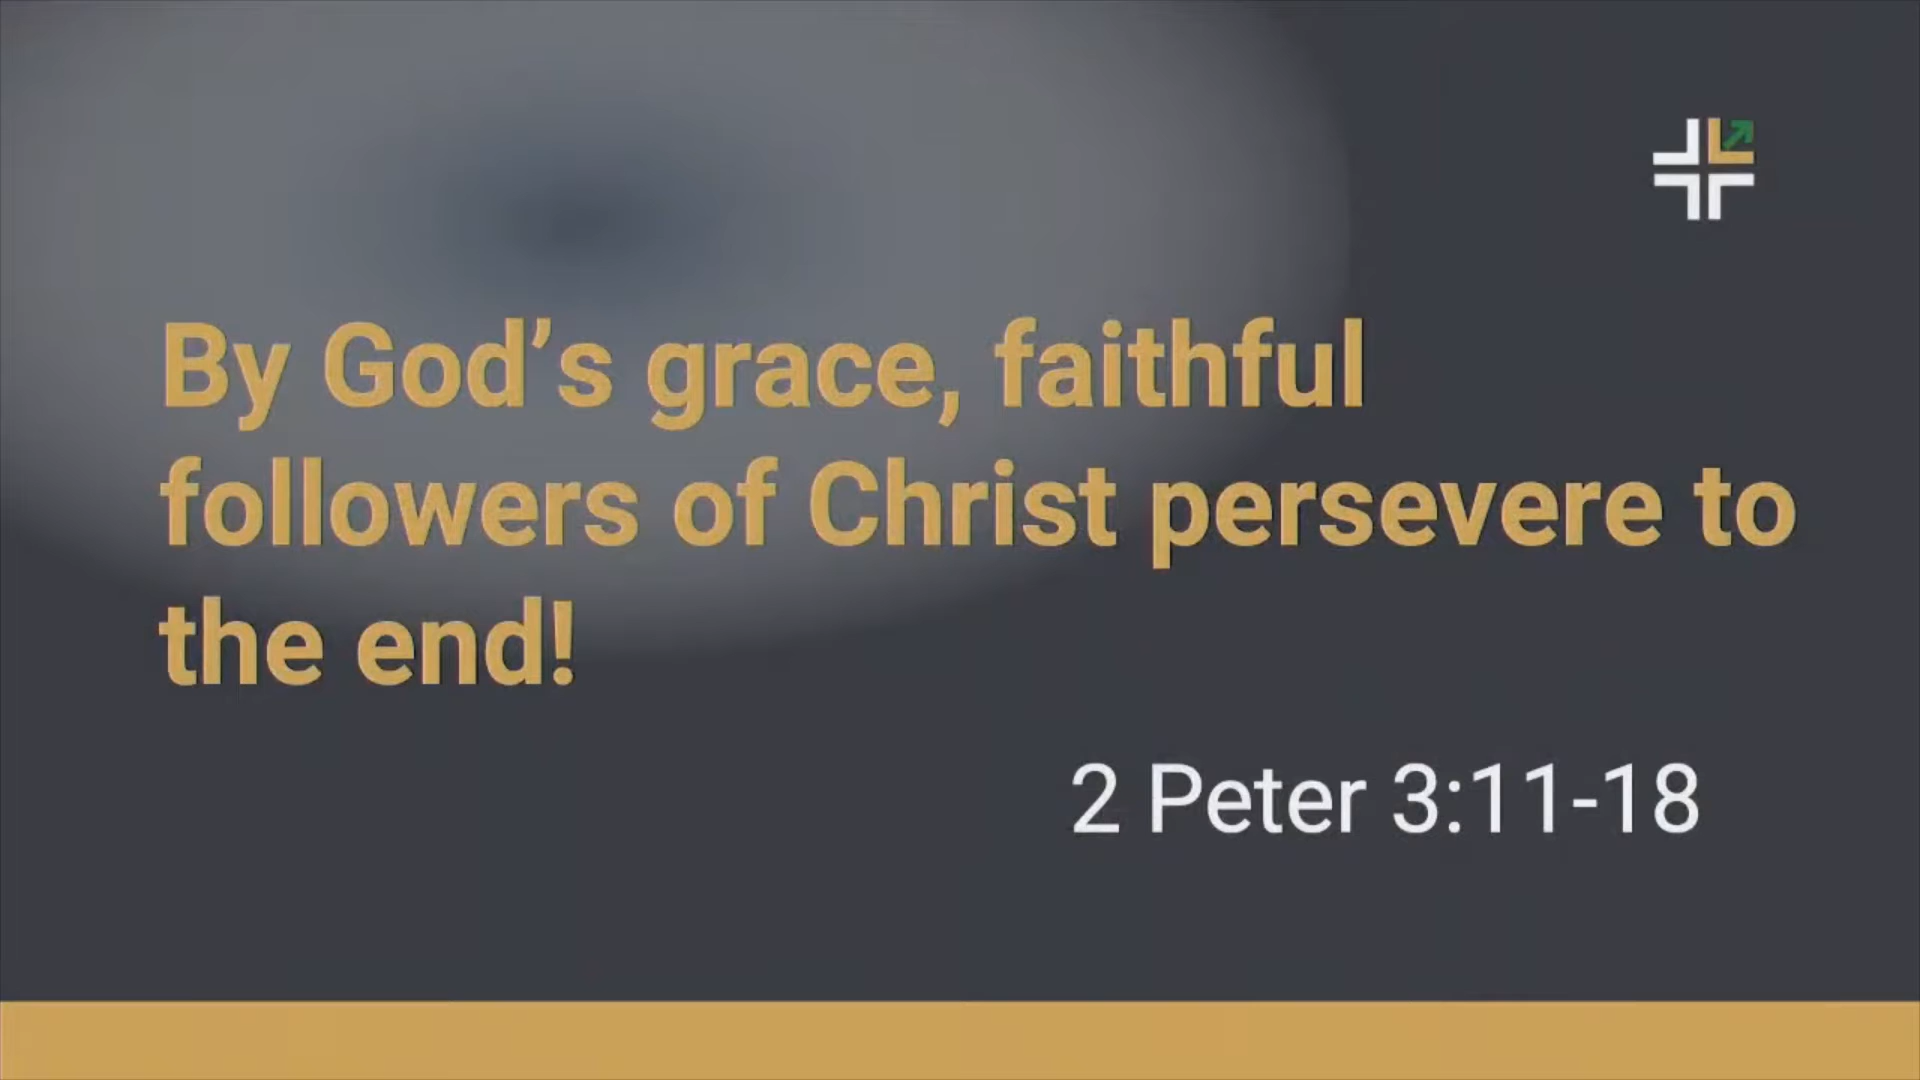 By God’s grace, faithful
followers of Christ persevere to
the end!
2 Peter 3:11-18